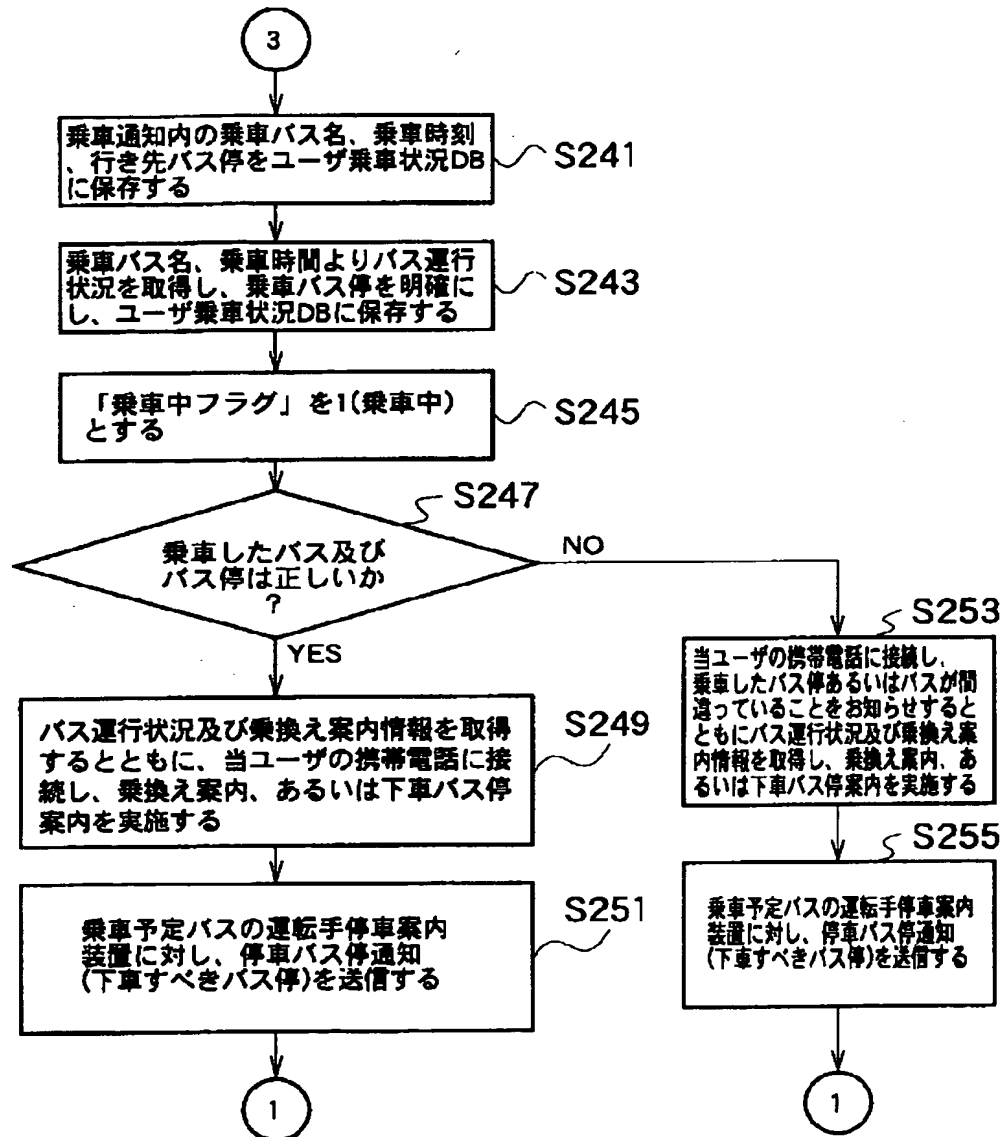 3
乗車通知内の乗車バス名、乗車時刻
、行き先バス停をユーザ乗車状況DB
に保存する
S241
乗車バス名、乗車時間よりバス運行
状況を取得し、乗車バス停を明確に
し、ユーザ乗車状況DBに保存する
S243
「乗車中フラグ」を1(乗車中)
とする
S245
S247
乗車したバス及び
バス停は正しいか
?
NO
YES
バス運行状況及び乗換え案内情報を取得
するとともに、当ユーザの携帯電話に接
続し、乗換え案内、あるいは下車バス停
案内を実施する
S249
乗車予定バスの運転手停車案内
装置に対し、停車バス停通知
(下車すべきバス停)を送信する
S251
1
S253
当ユーザの携帯電話に接続し、
乗車したバス停あるいはバスが間
違っていることをお知らせすると
ともにバス運行状況及び乗換え案
内情報を取得し、乗換え案内、あ
るいは下車バス停案内を実施する
S255
乗車予定バスの運転手停車案内
装置に対し、停車バス停通知
(下車すべきバス停)を送信する
1